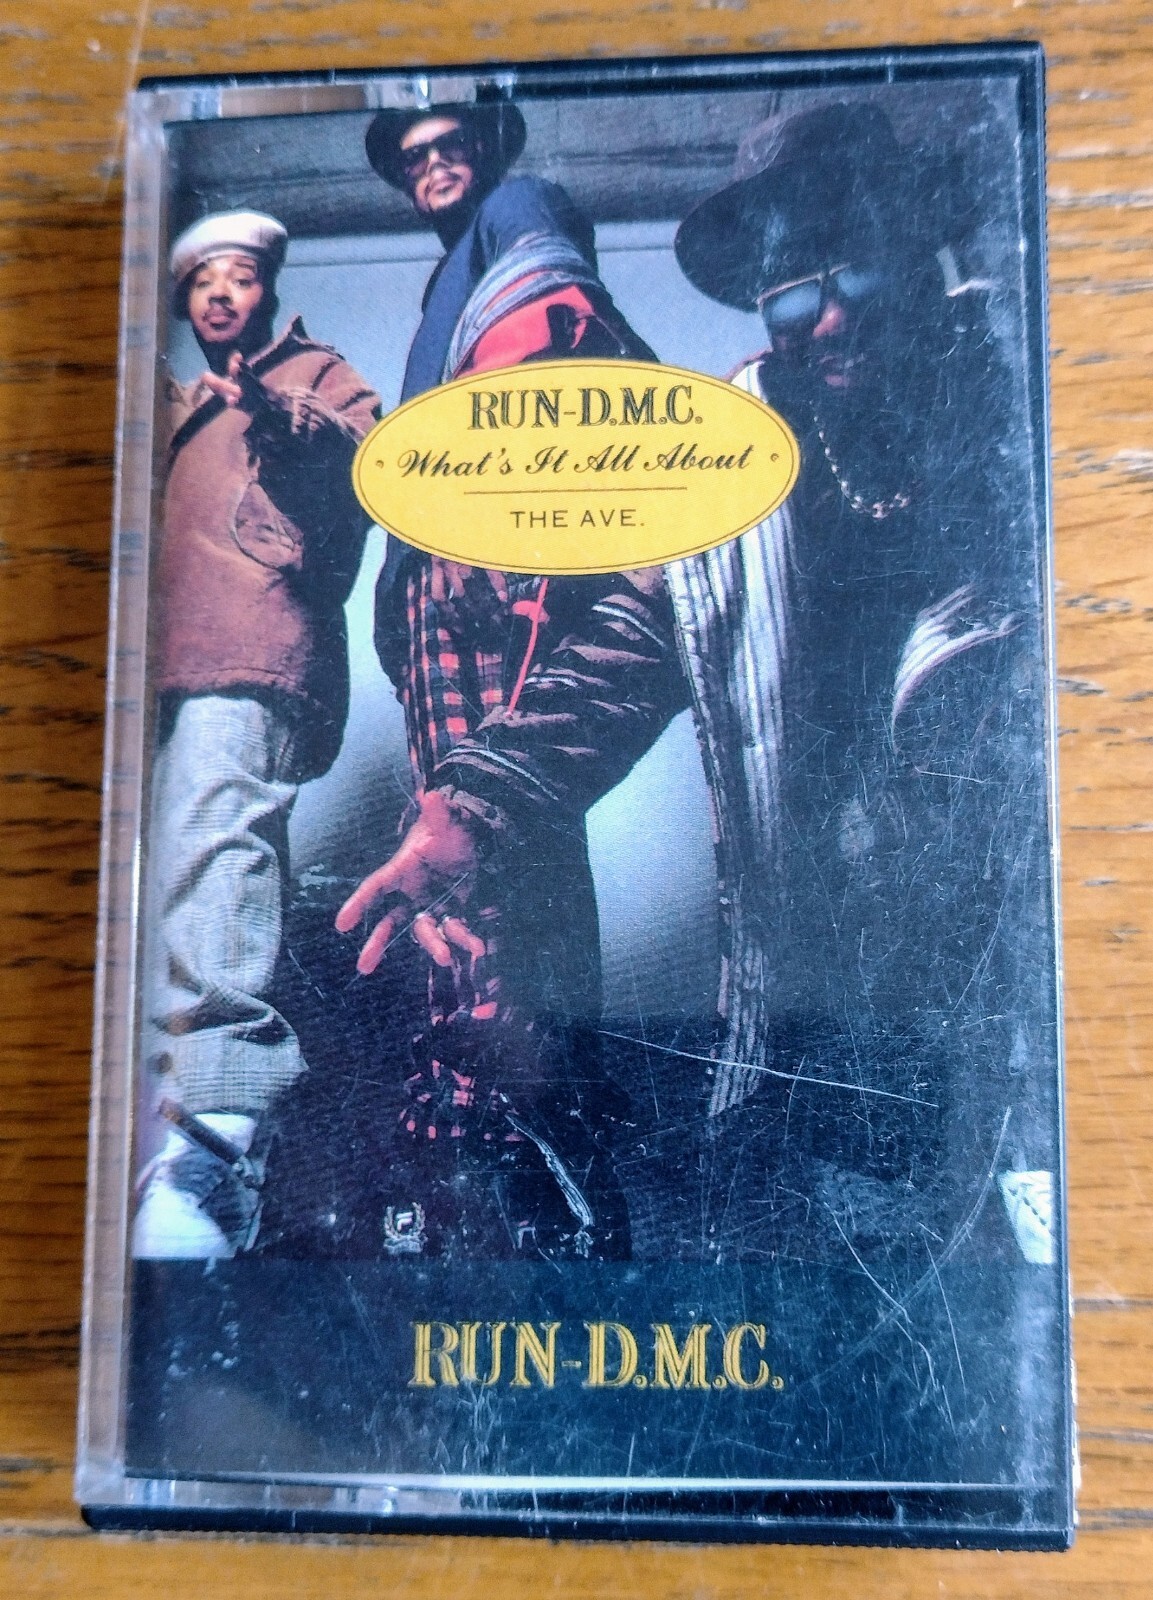 RUN-D.M.C.
What's It All About
THE AVE.
RUN-D.M.C.